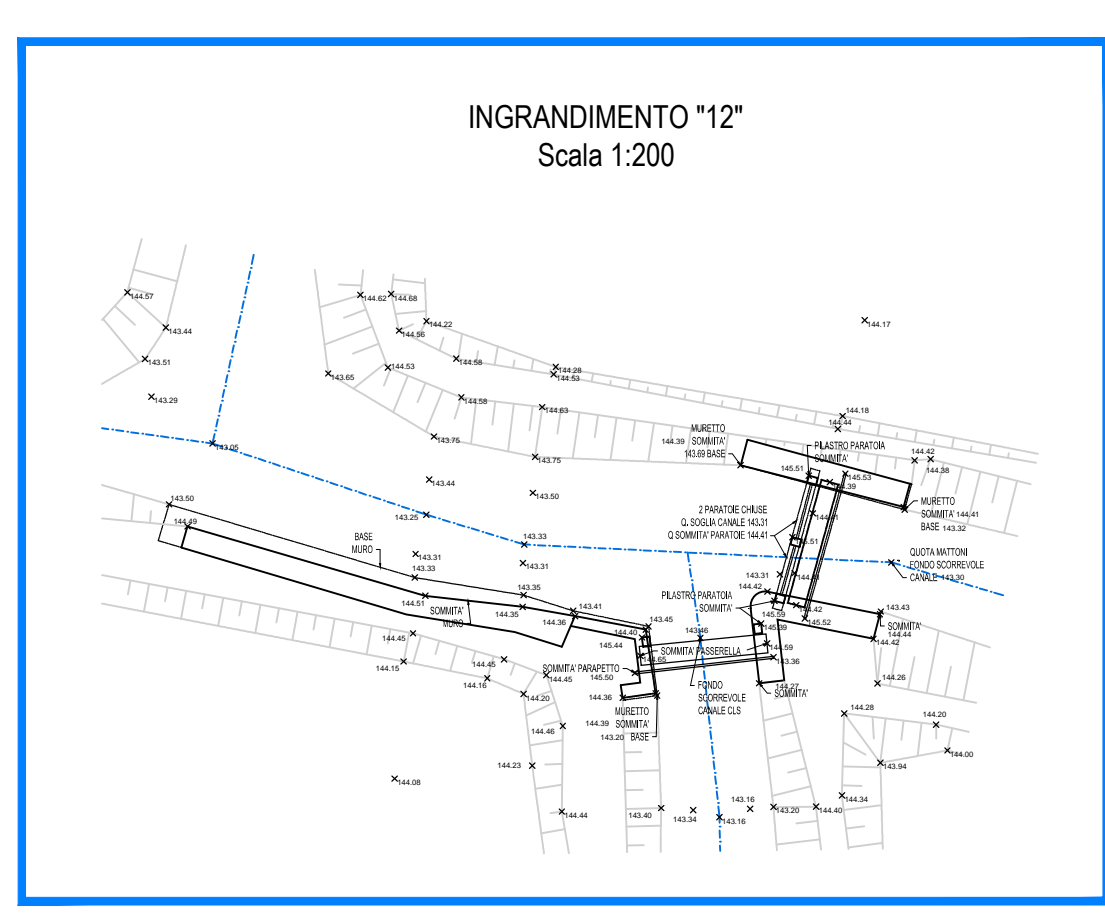 INGRANDIMENTO "12"
Scala 1:200
144.57
143.44
143.51
143.29
143.05
144.62
144.68
144.22
144.56
144.58
144.53
143.65
144.28
144.53
144.58
144.63
143.75
143.75
144.17
144.18
144.44
144.42
144.38
MURETTO
144.39 SOMMITA'
143.69 BASE
PILASTRO PARATOIA
SOMMITA'
145.51
145.53
144.39
MURETTO
SOMMITA' 144.41
BASE 143.32
143.44
143.50
143.25
143.33
143.31
143.31
143.33
143.50
144.49
BASE
MURO
2 PARATOIE CHIUSE
Q. SOGLIA CANALE 143.31
Q SOMMITA' PARATOIE 144.41
QUOTA MATTONI
FONDO SCORREVOLE
CANALE 143.30
143.31
144.42
PILASTRO PARATOIA
SOMMITA'
145.59
145.39
144.42
145.52
143.43
SOMMITA'
144.44
144.42
144.51
143.35
144.35
SOMMITA'
MURO
143.41
144.36
143.45
144.40
145.44
143.46
SOMMITA' PASSERELLA
144.65
144.59
143.36
SOMMITA' PARAPETTO
145.50
144.36
144.27
SOMMITA'
144.26
FONDO
SCORREVOLE
CANALE CLS
MURETTO
144.39 SOMMITA'
143.20 BASE
144.45
144.15
144.45
144.16
144.45
144.20
144.46
144.23
144.08
144.44
144.28
144.20
144.00
143.94
144.34
144.40
143.20
143.16
143.16
143.34
143.40